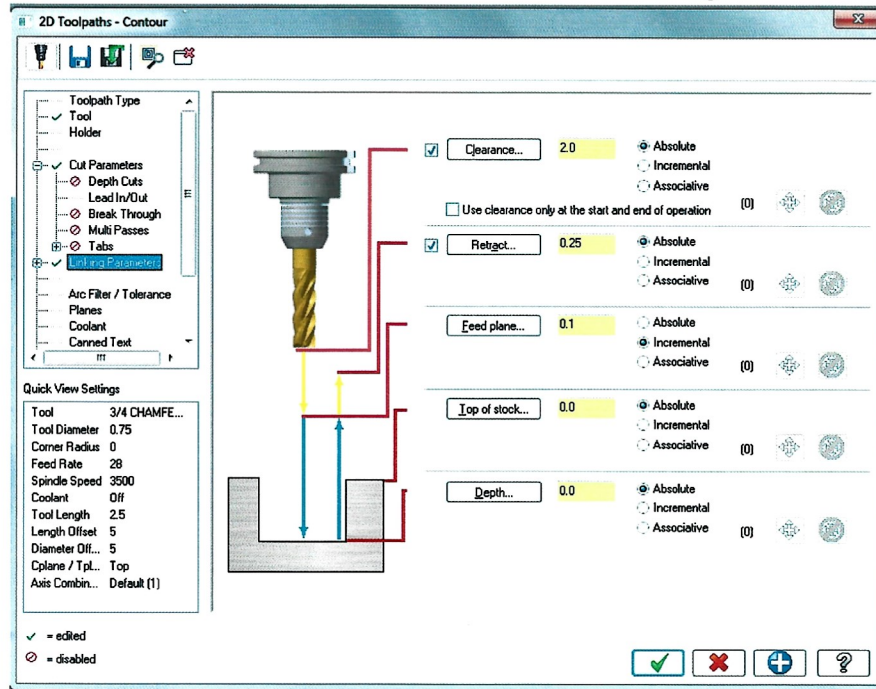 2D Toolpaths - Contour
Toolpath Type
Tool
Holder
Cut Parameters
Depth Cuts
Lead In/Out
Break Through
Multi Passes
Tabs
Linking Parameters
Arc Filter / Tolerance
Planes
Coolant
Canned Text
Quick View Settings
Tool 3/4 CHAMFE...
Tool Diameter 0.75
Corner Radius 0
Feed Rate 28
Spindle Speed 3500
Coolant Off
Tool Length 2.5
Length Offset 5
Diameter Off... 5
Cplane / Tpl... Top
Axis Combin... Default (1)
✓ = edited
⊘ = disabled
Clearance... 2.0 Absolute
Incremental
Associative (0)
Use clearance only at the start and end of operation
Retract... 0.25 Absolute
Incremental
Associative (0)
Feed plane... 0.1 Absolute
Incremental
Associative (0)
Top of stock... 0.0 Absolute
Incremental
Associative (0)
Depth... 0.0 Absolute
Incremental
Associative (0)